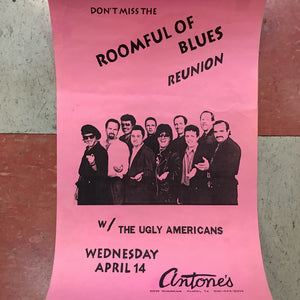 DON'T MISS THE
ROOMFUL OF
BLUES
REUNION
W/ THE UGLY AMERICANS
WEDNESDAY
APRIL 14
Antone's